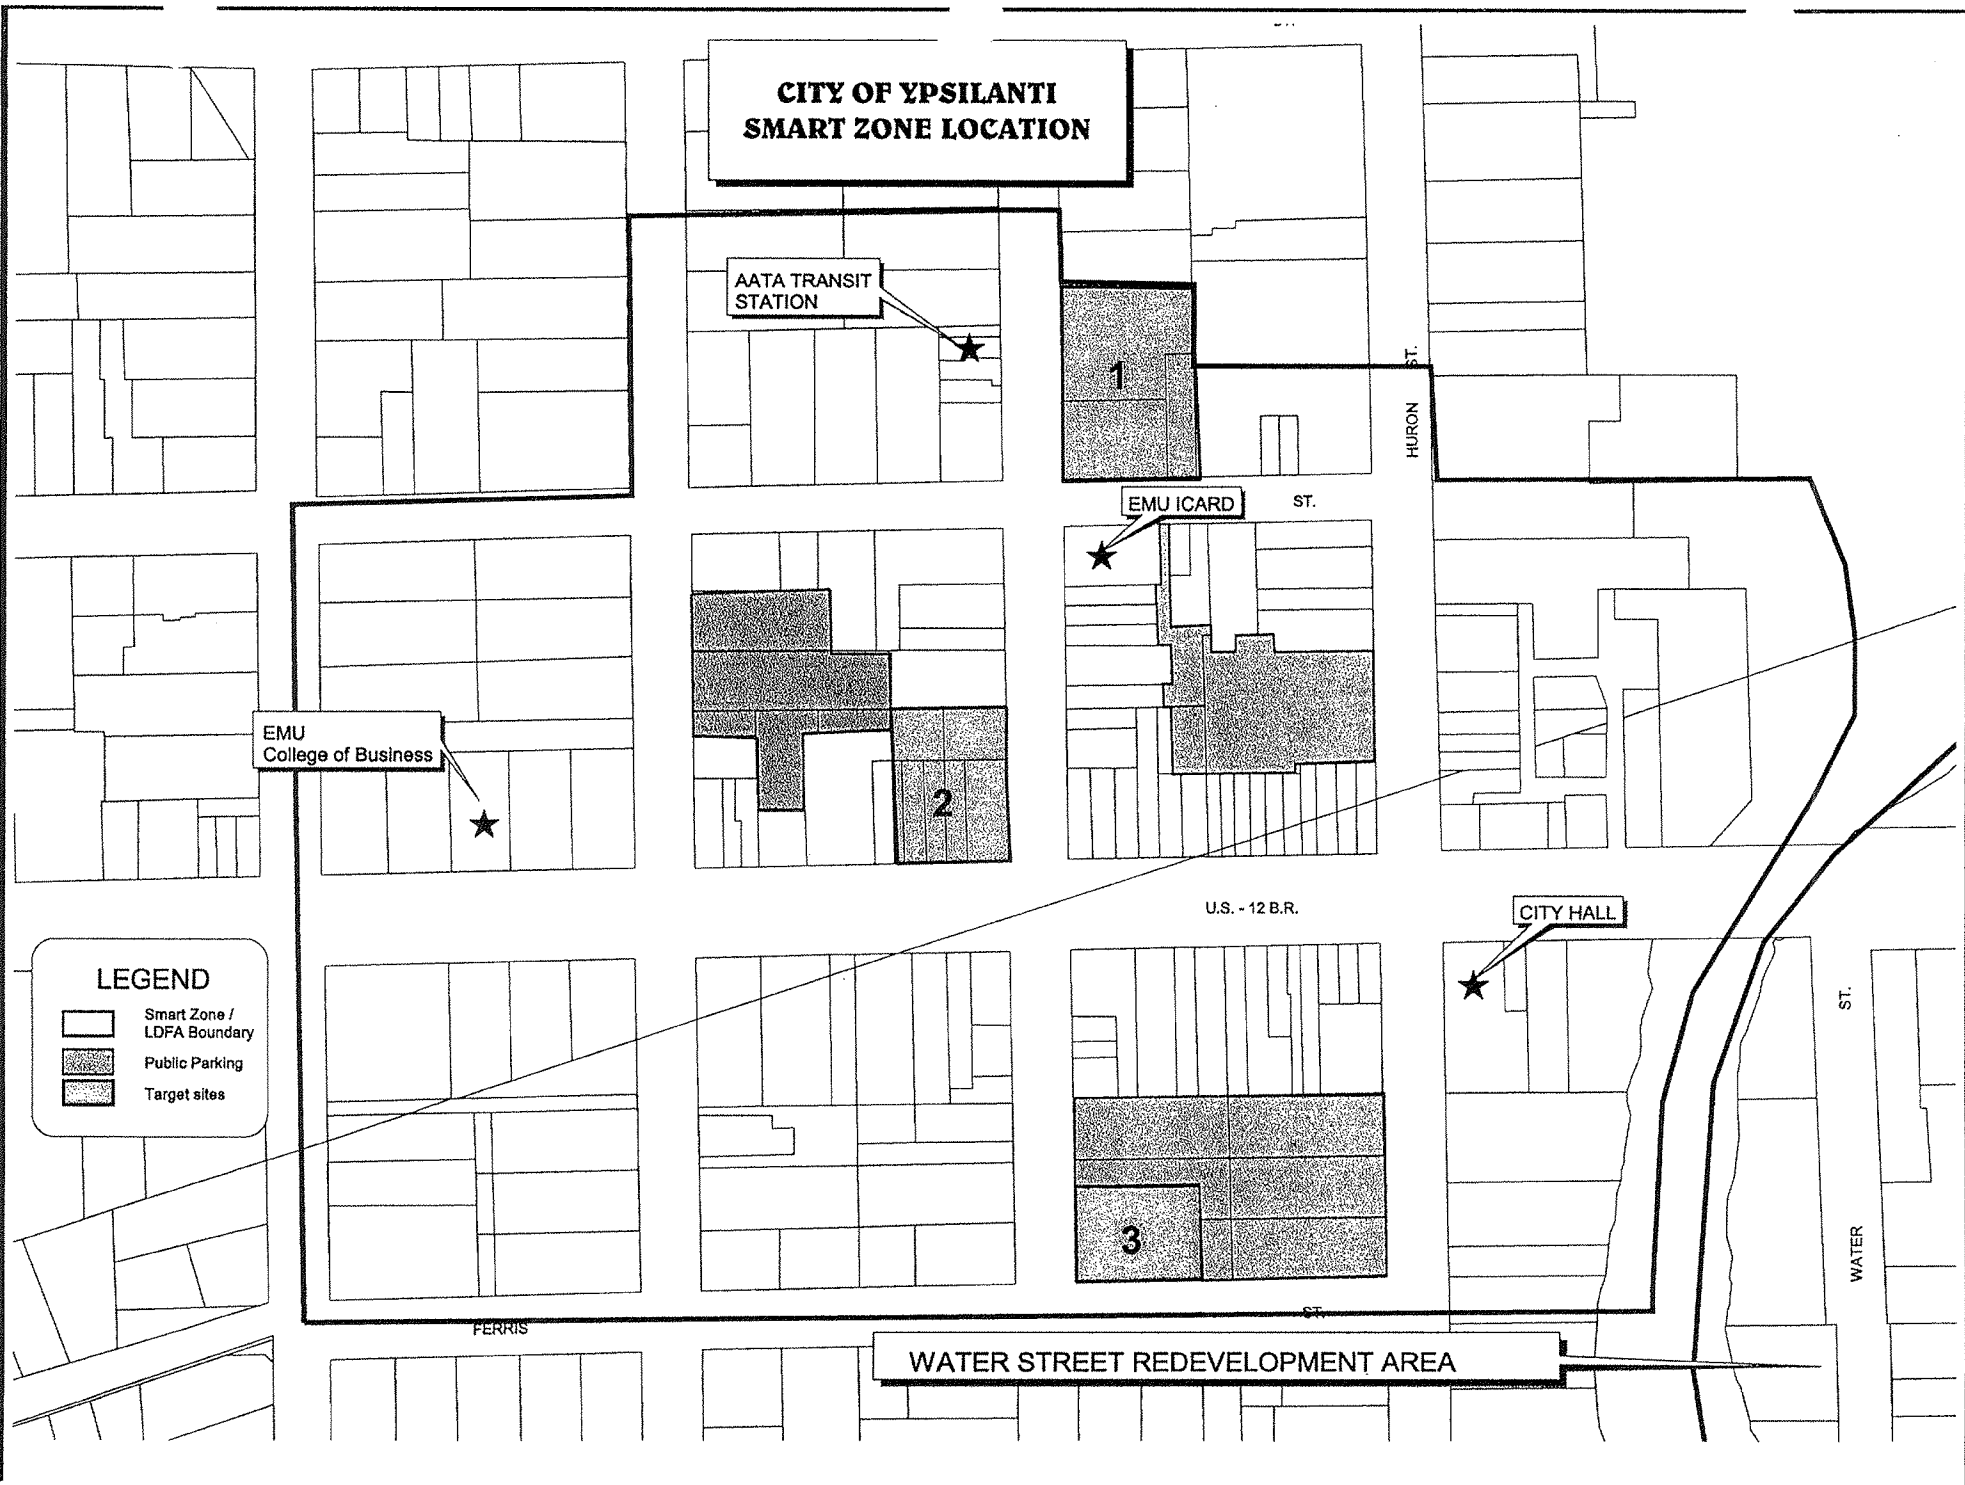 CITY OF YPSILANTI
SMART ZONE LOCATION
AATA TRANSIT
STATION
1
ST.
HURON
EMU ICARD
ST.
EMU
College of Business
2
U.S. - 12 B.R.
CITY HALL
LEGEND
Smart Zone /
LDFA Boundary
Public Parking
Target sites
ST.
WATER
3
FERRIS
ST.
WATER STREET REDEVELOPMENT AREA